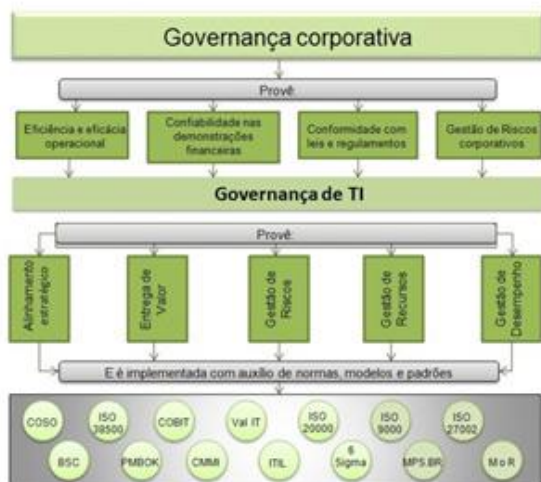 Governança corporativa
Provê:
Eficiência e eficácia
operacional
Confiabilidade nas
demonstrações
financeiras
Conformidade com
leis e regulamentos
Gestão de Riscos
corporativos
Governança de TI
Provê:
Alinhamento
estratégico
Entrega de
Valor
Gestão de
Riscos
Gestão de
Recursos
Gestão de
Desempenho
E é implementada com auxílio de normas, modelos e padrões
COSO
ISO
38500
COBIT
Val IT
ISO
20000
ISO
9000
ISO
27002
BSC
PMBOK
CMMI
ITIL
6
Sigma
MPS.BR
M o R